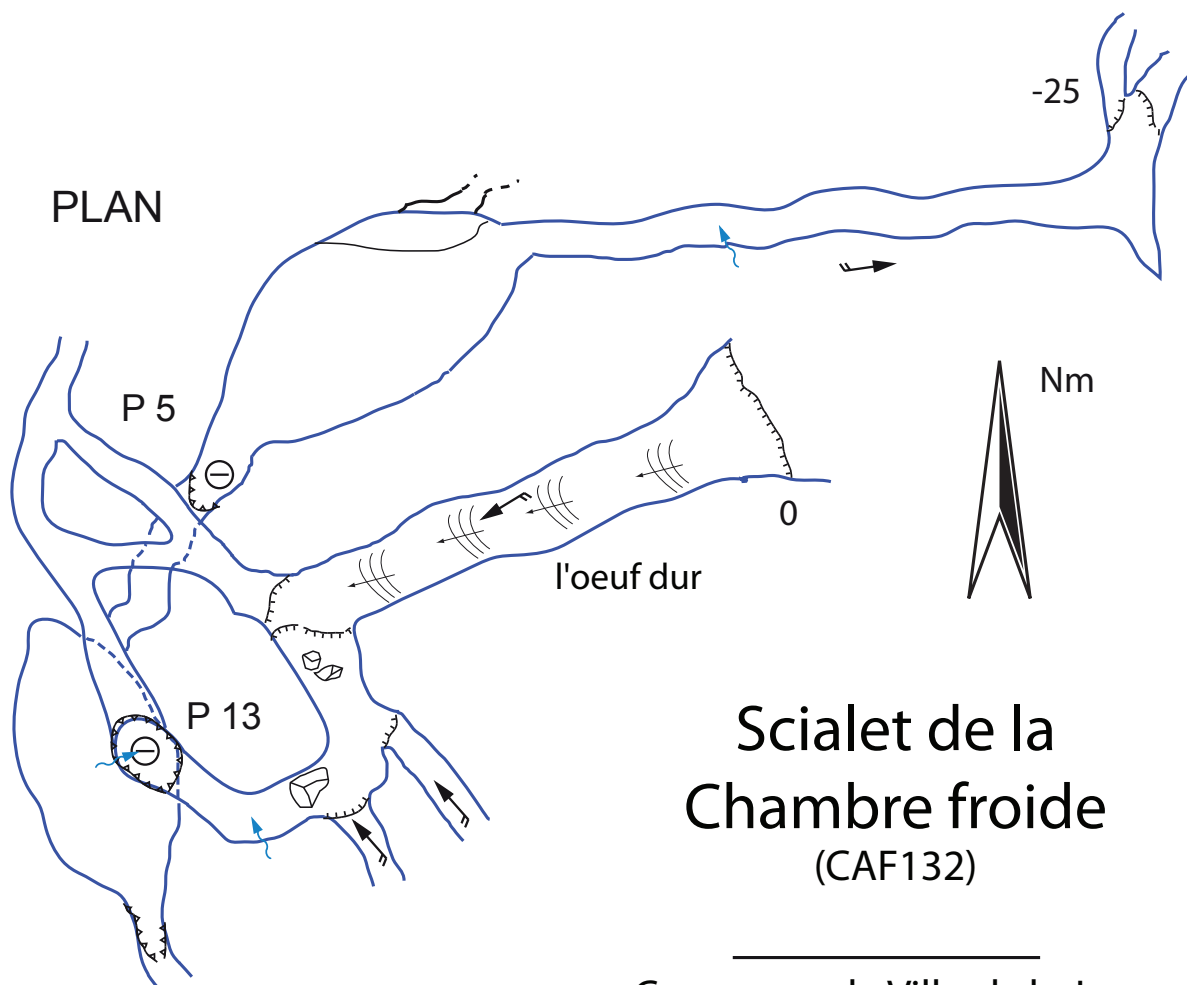 -25
PLAN
Nm
P 5
0
l'oeuf dur
P 13
Scialet de la
Chambre froide
(CAF132)